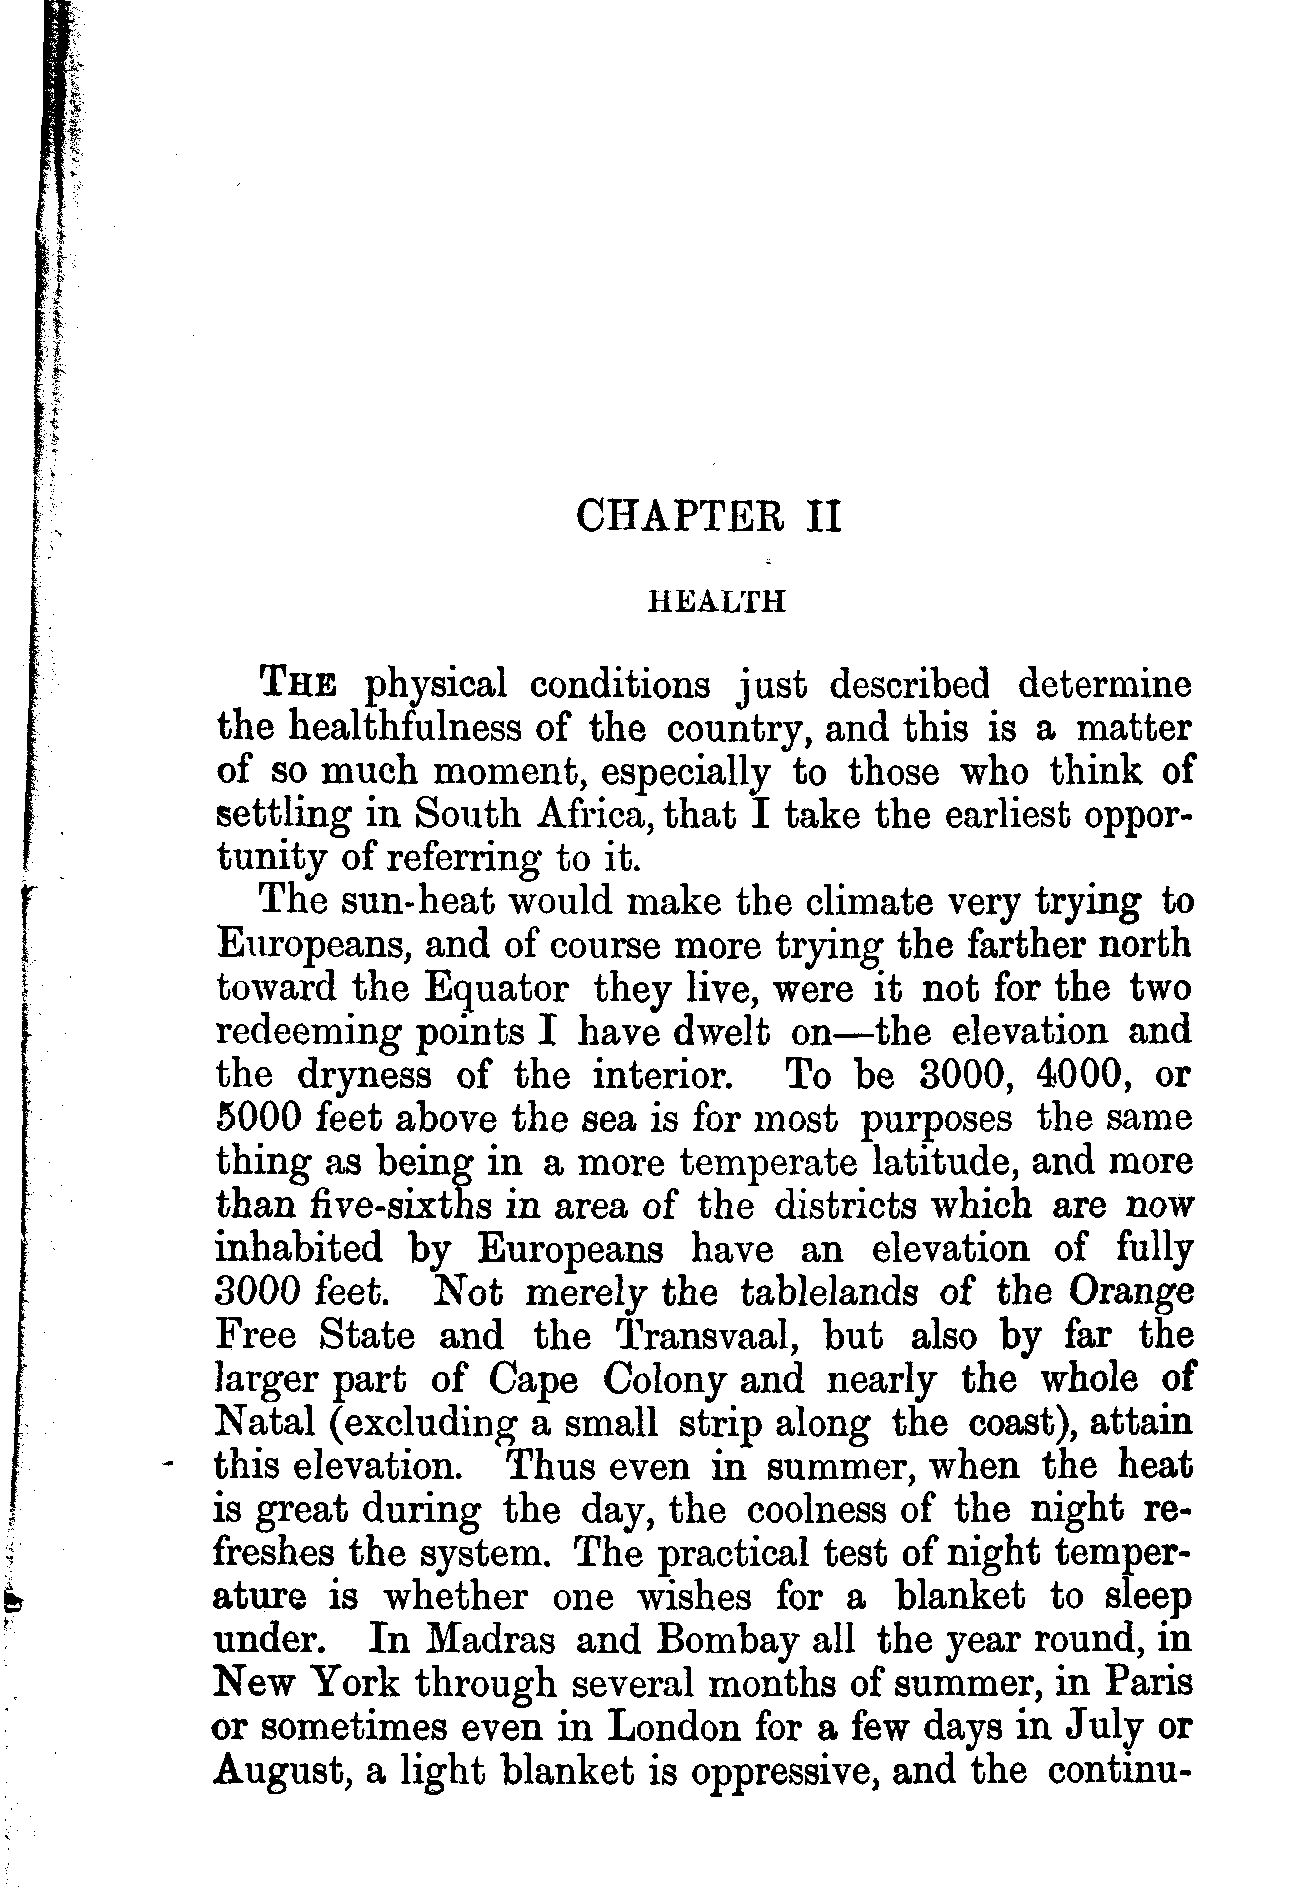 CHAPTER II
HEALTH
THE physical conditions just described determine
the healthfulness of the country, and this is a matter
of so much moment, especially to those who think of
settling in South Africa, that I take the earliest oppor-
tunity of referring to it.
The sun-heat would make the climate very trying to
Europeans, and of course more trying the farther north
toward the Equator they live, were it not for the two
redeeming points I have dwelt on—the elevation and
the dryness of the interior. To be 3000, 4000, or
5000 feet above the sea is for most purposes the same
thing as being in a more temperate latitude, and more
than five-sixths in area of the districts which are now
inhabited by Europeans have an elevation of fully
3000 feet. Not merely the tablelands of the Orange
Free State and the Transvaal, but also by far the
larger part of Cape Colony and nearly the whole of
Natal (excluding a small strip along the coast), attain
this elevation. Thus even in summer, when the heat
is great during the day, the coolness of the night re-
freshes the system. The practical test of night temper-
ature is whether one wishes for a blanket to sleep
under. In Madras and Bombay all the year round, in
New York through several months of summer, in Paris
or sometimes even in London for a few days in July or
August, a light blanket is oppressive, and the continu-